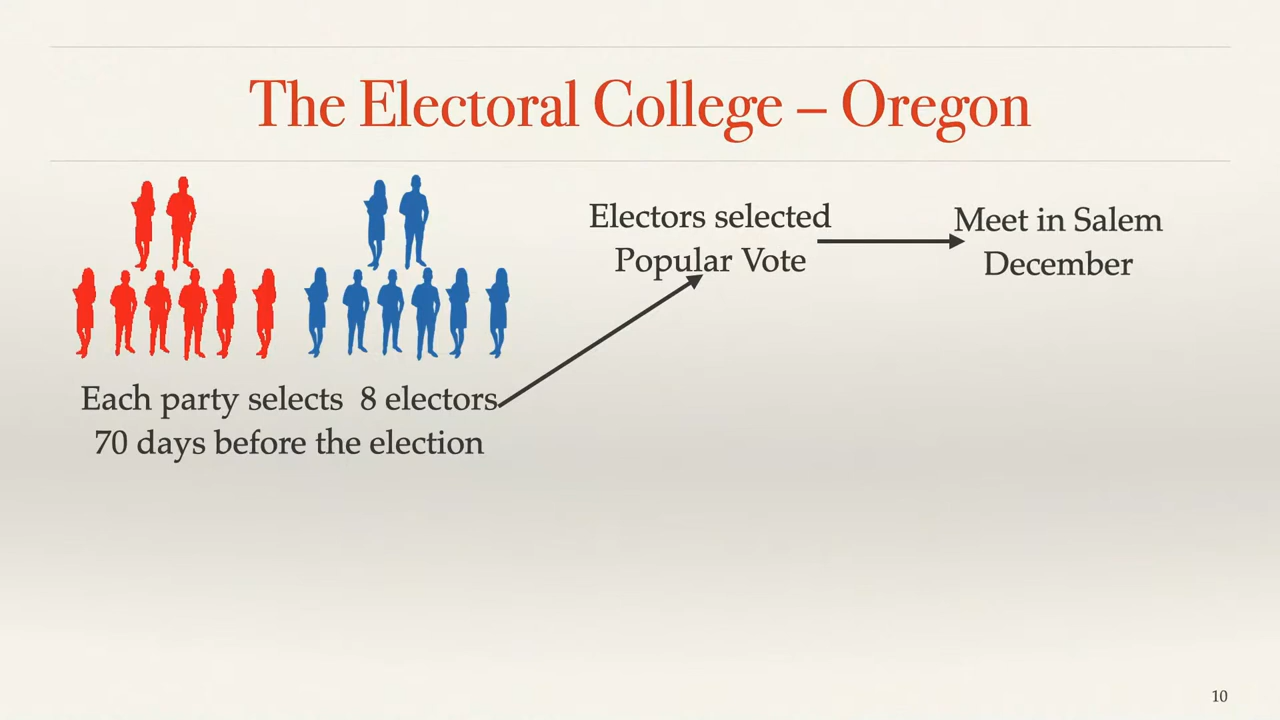 The Electoral College – Oregon
Electors selected
Popular Vote
Meet in Salem
December
Each party selects  8 electors
70 days before the election
10